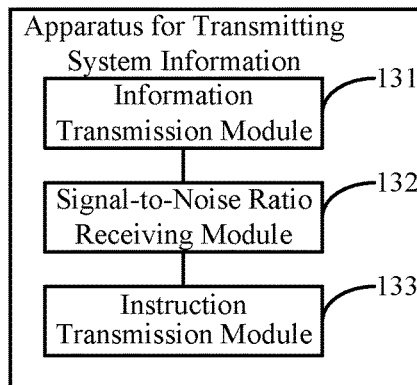 Apparatus for Transmitting
System Information
Information
Transmission Module
131
Signal-to-Noise Ratio
Receiving Module
132
Instruction
Transmission Module
133